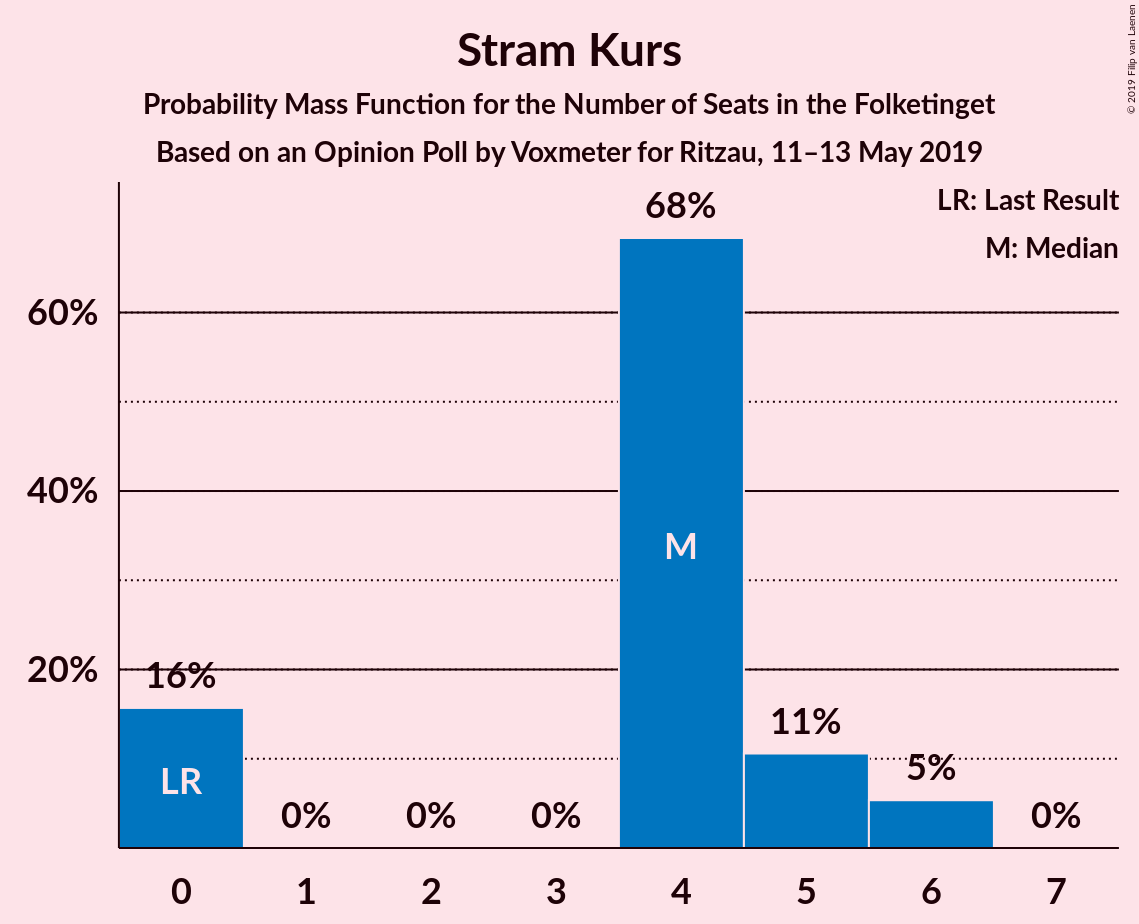 Stram Kurs
Probability Mass Function for the Number of Seats in the Folketinget
Based on an Opinion Poll by Voxmeter for Ritzau, 11–13 May 2019
© 2019 Filip van Laenen
LR: Last Result
M: Median
68%
60%
40%
M
20%
16%
11%
5%
LR
0%
0%
0%
0%
0
1
2
3
4
5
6
7